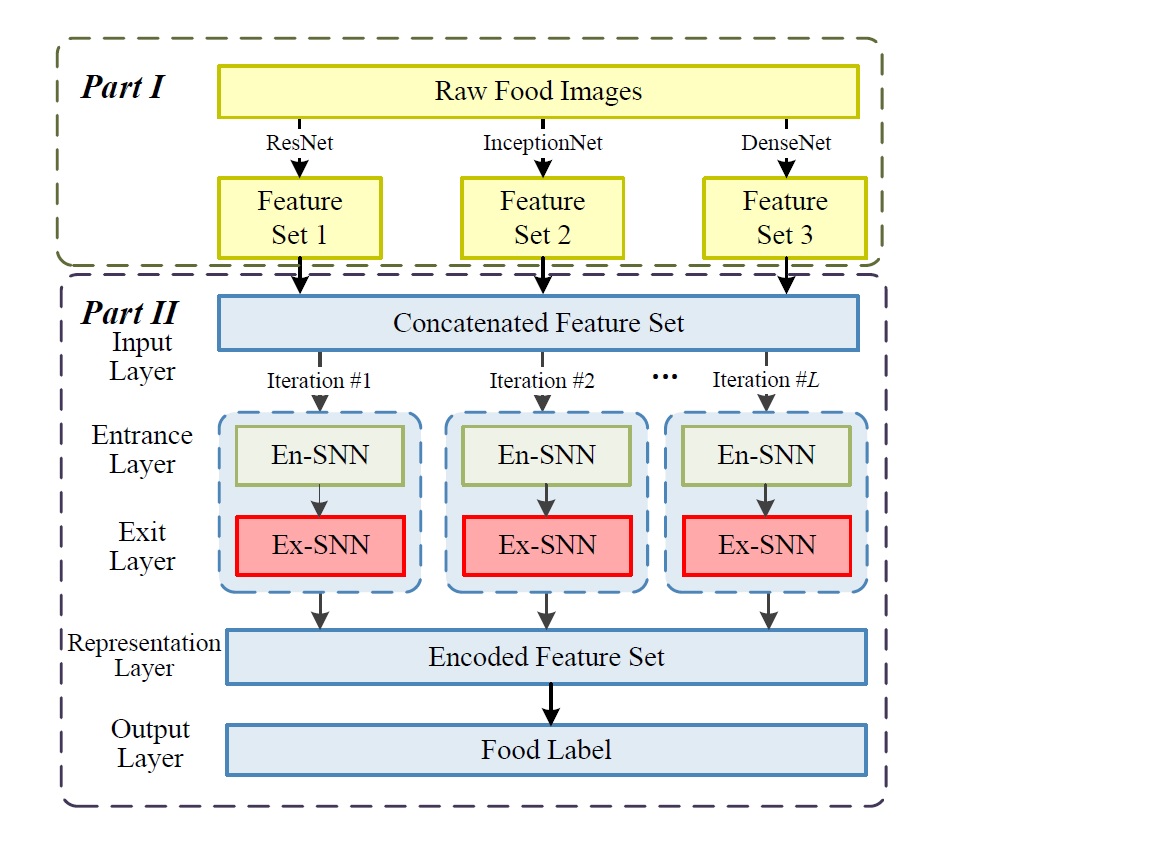 Part I
Raw Food Images
ResNet
InceptionNet
DenseNet
Feature
Set 1
Feature
Set 2
Feature
Set 3
Part II
Input
Layer
Concatenated Feature Set
Iteration #1
Iteration #2
...
Iteration #L
Entrance
Layer
En-SNN
En-SNN
En-SNN
Exit
Layer
Ex-SNN
Ex-SNN
Ex-SNN
Representation
Layer
Encoded Feature Set
Output
Layer
Food Label